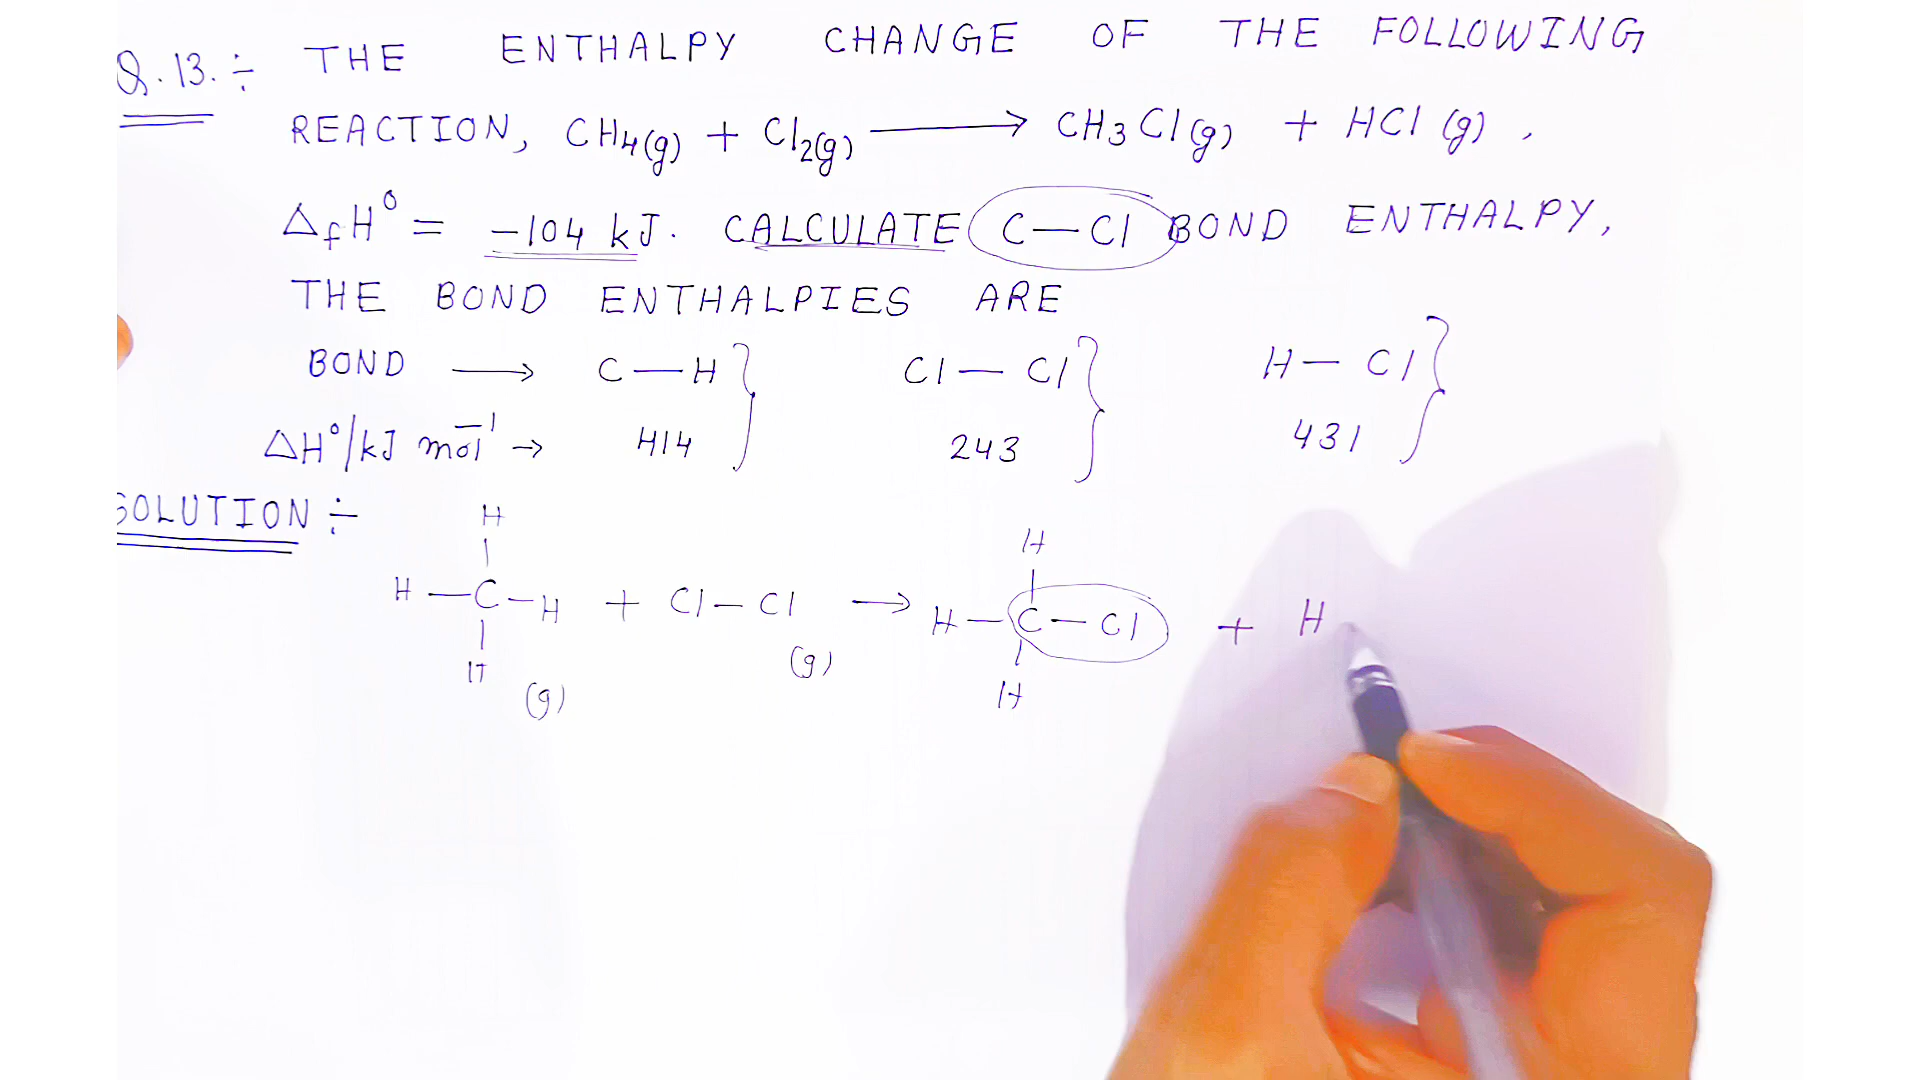 Q.13.÷ THE ENTHALPY CHANGE OF THE FOLLOWING
REACTION, CH4(g) + Cl2(g) ⟶ CH3Cl(g) + HCl (g) ,
ΔfH° = -104 kJ. CALCULATE C—Cl BOND ENTHALPY,
THE BOND ENTHALPIES ARE
BOND ⟶ C—H } Cl—Cl } H—Cl }
ΔH°/kJ mol⁻¹ → 414 243 431
SOLUTION ÷
H
H—C—H + Cl—Cl → H—C—Cl + H
H (g) (g)
H
H